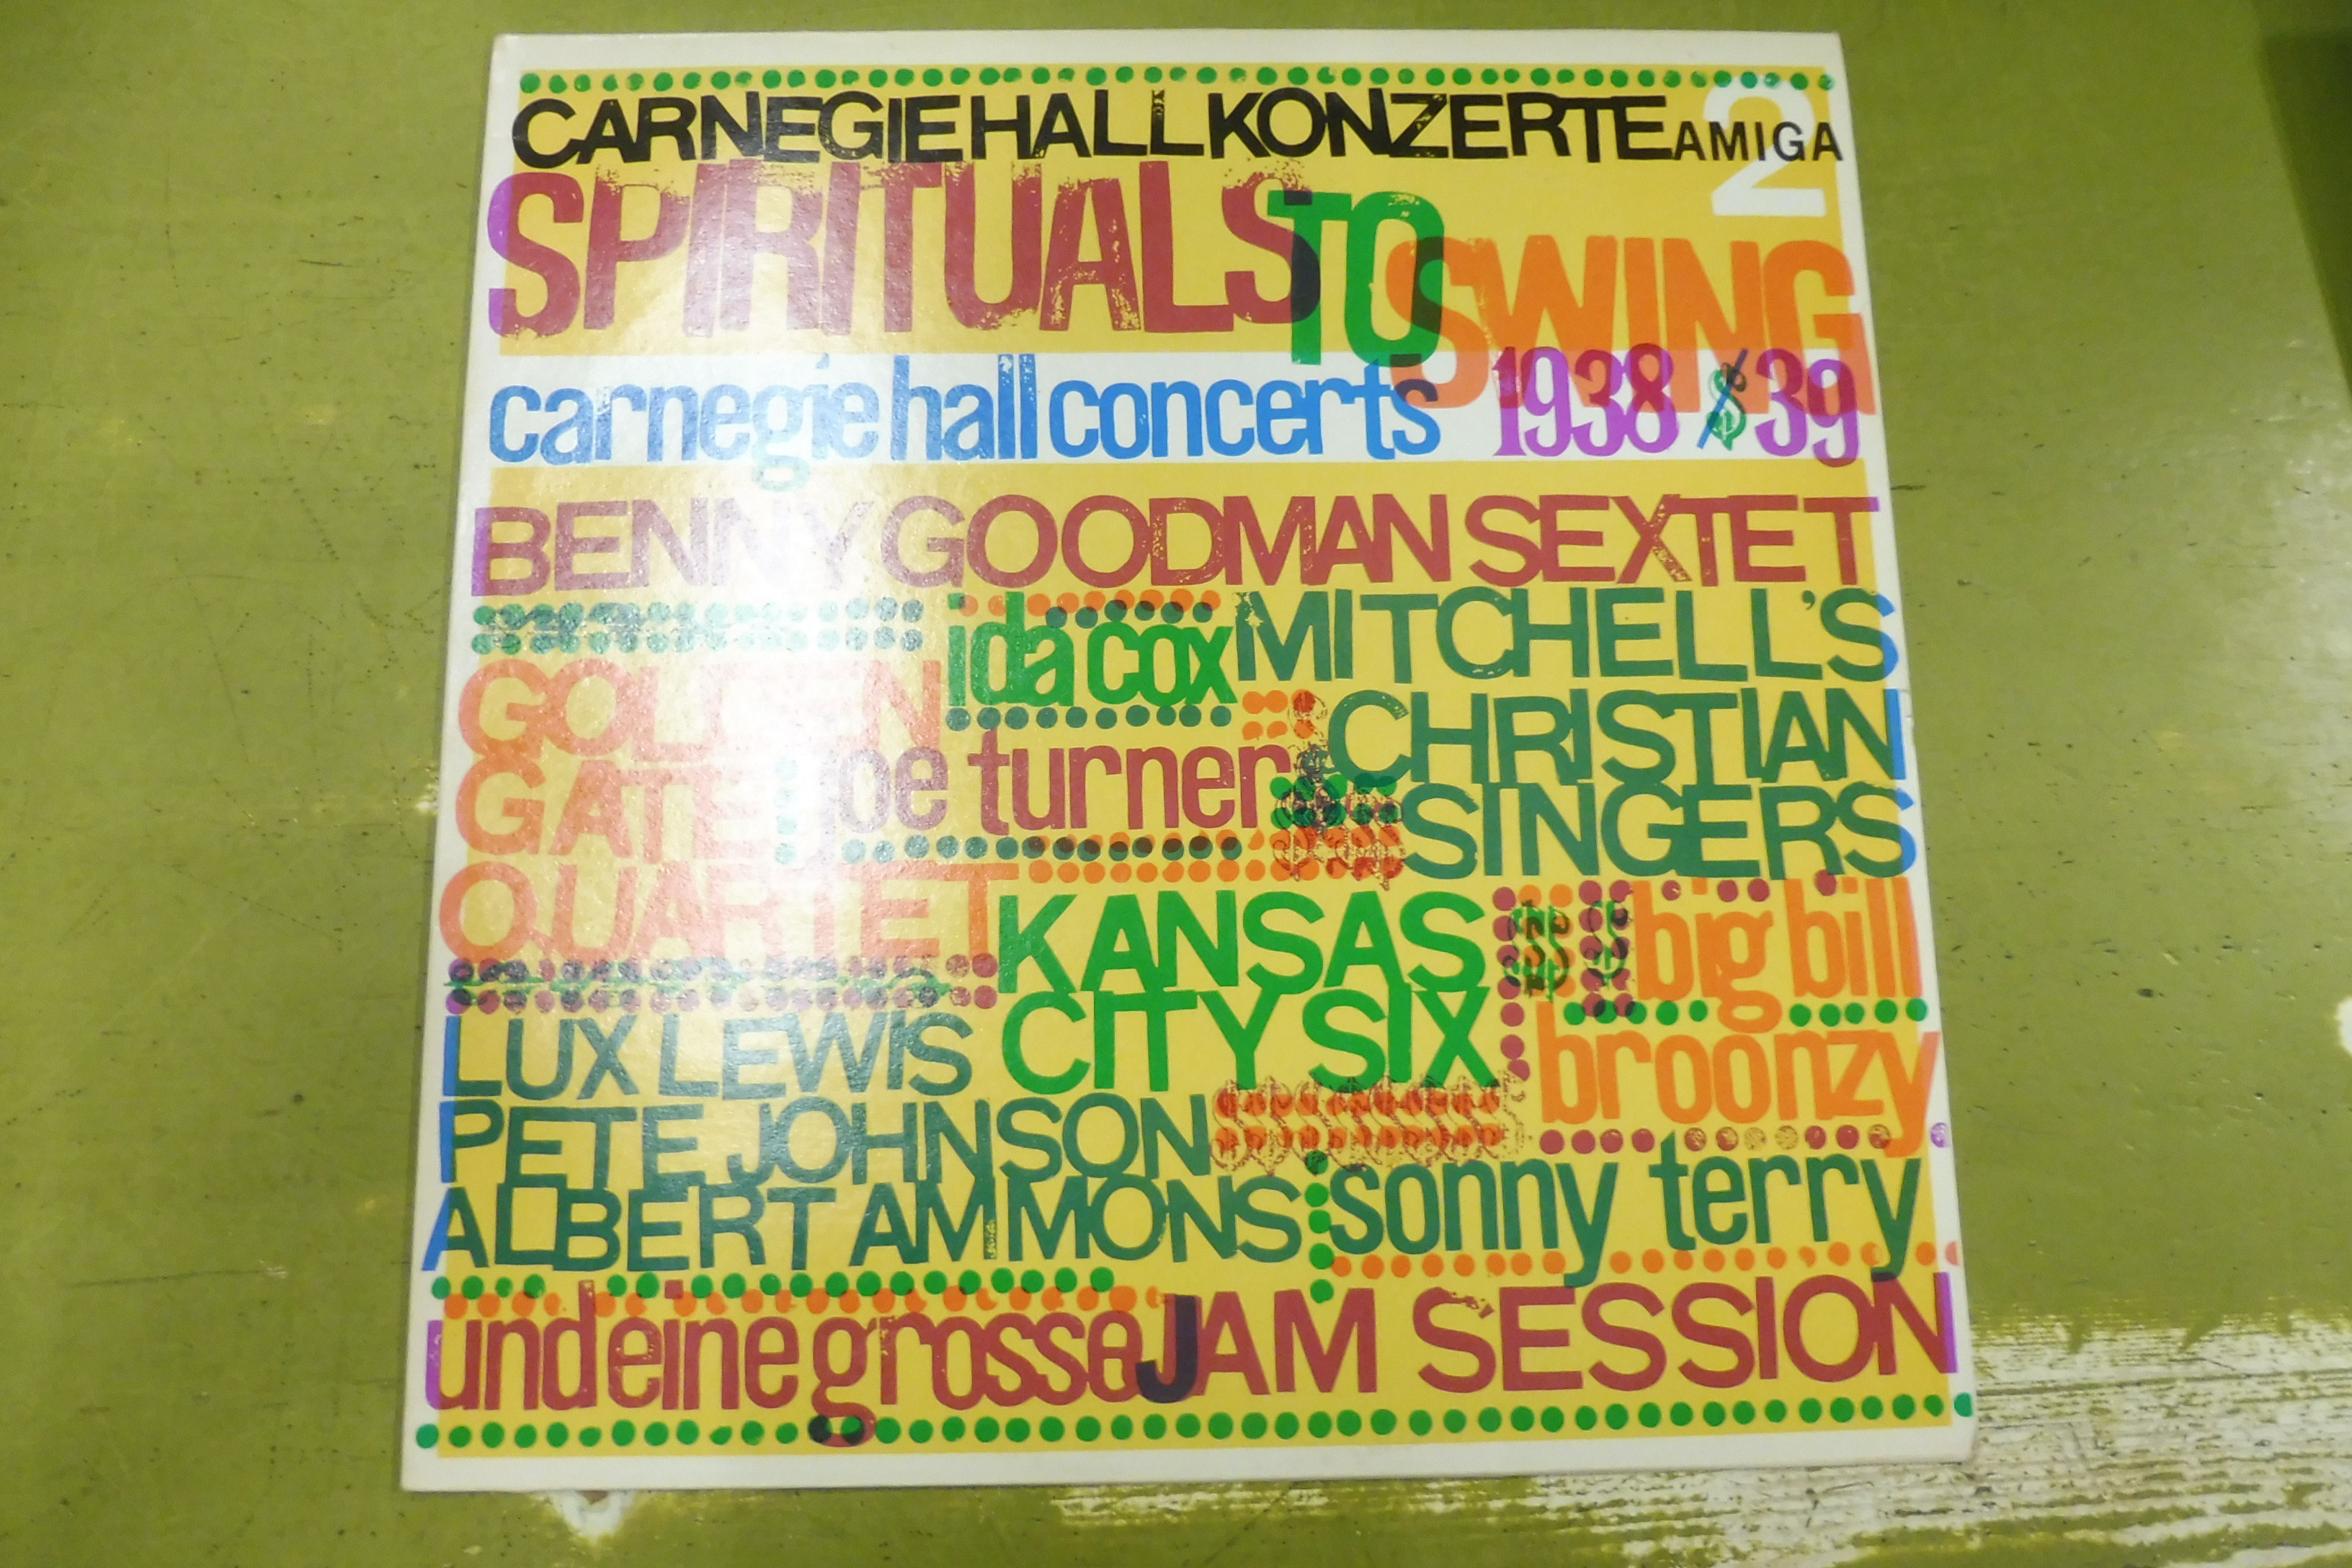 CARNEGIE HALL KONZERTE AMIGA 2
SPIRITUALS TO SWING
carnegie hall concerts 1938 $ 39
BENNY GOODMAN SEXTET
GOLDEN
GATE
QUARTET
ida cox
joe turner
MITCHELL'S
CHRISTIAN
SINGERS
KANSAS
CITY SIX
big bill
broonzy
LUX LEWIS
PETE JOHNSON
ALBERT AMMONS
sonny terry
und eine grosse JAM SESSION